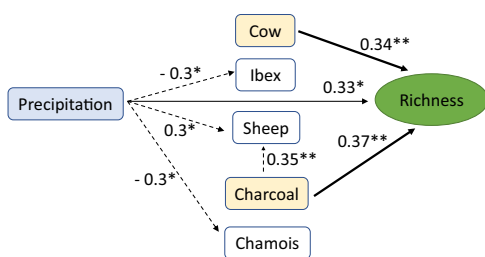 Cow
0.34**
- 0.3*
Ibex
0.33*
Richness
Precipitation
0.3*
Sheep
0.37**
0.35**
- 0.3*
Charcoal
Chamois